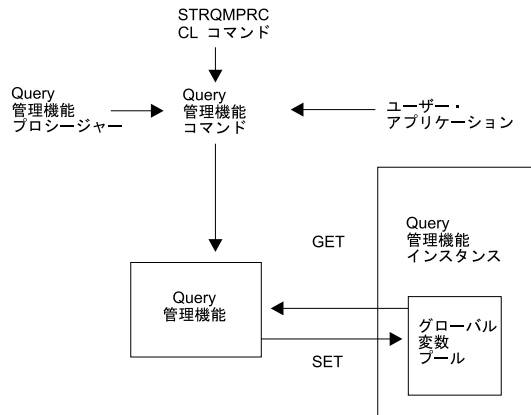 STRQMPRC
CL コマンド
Query
管理機能
プロシージャー
Query
管理機能
コマンド
ユーザー・
アプリケーション
GET
Query
管理機能
インスタンス
Query
管理機能
グローバル
変数
プール
SET